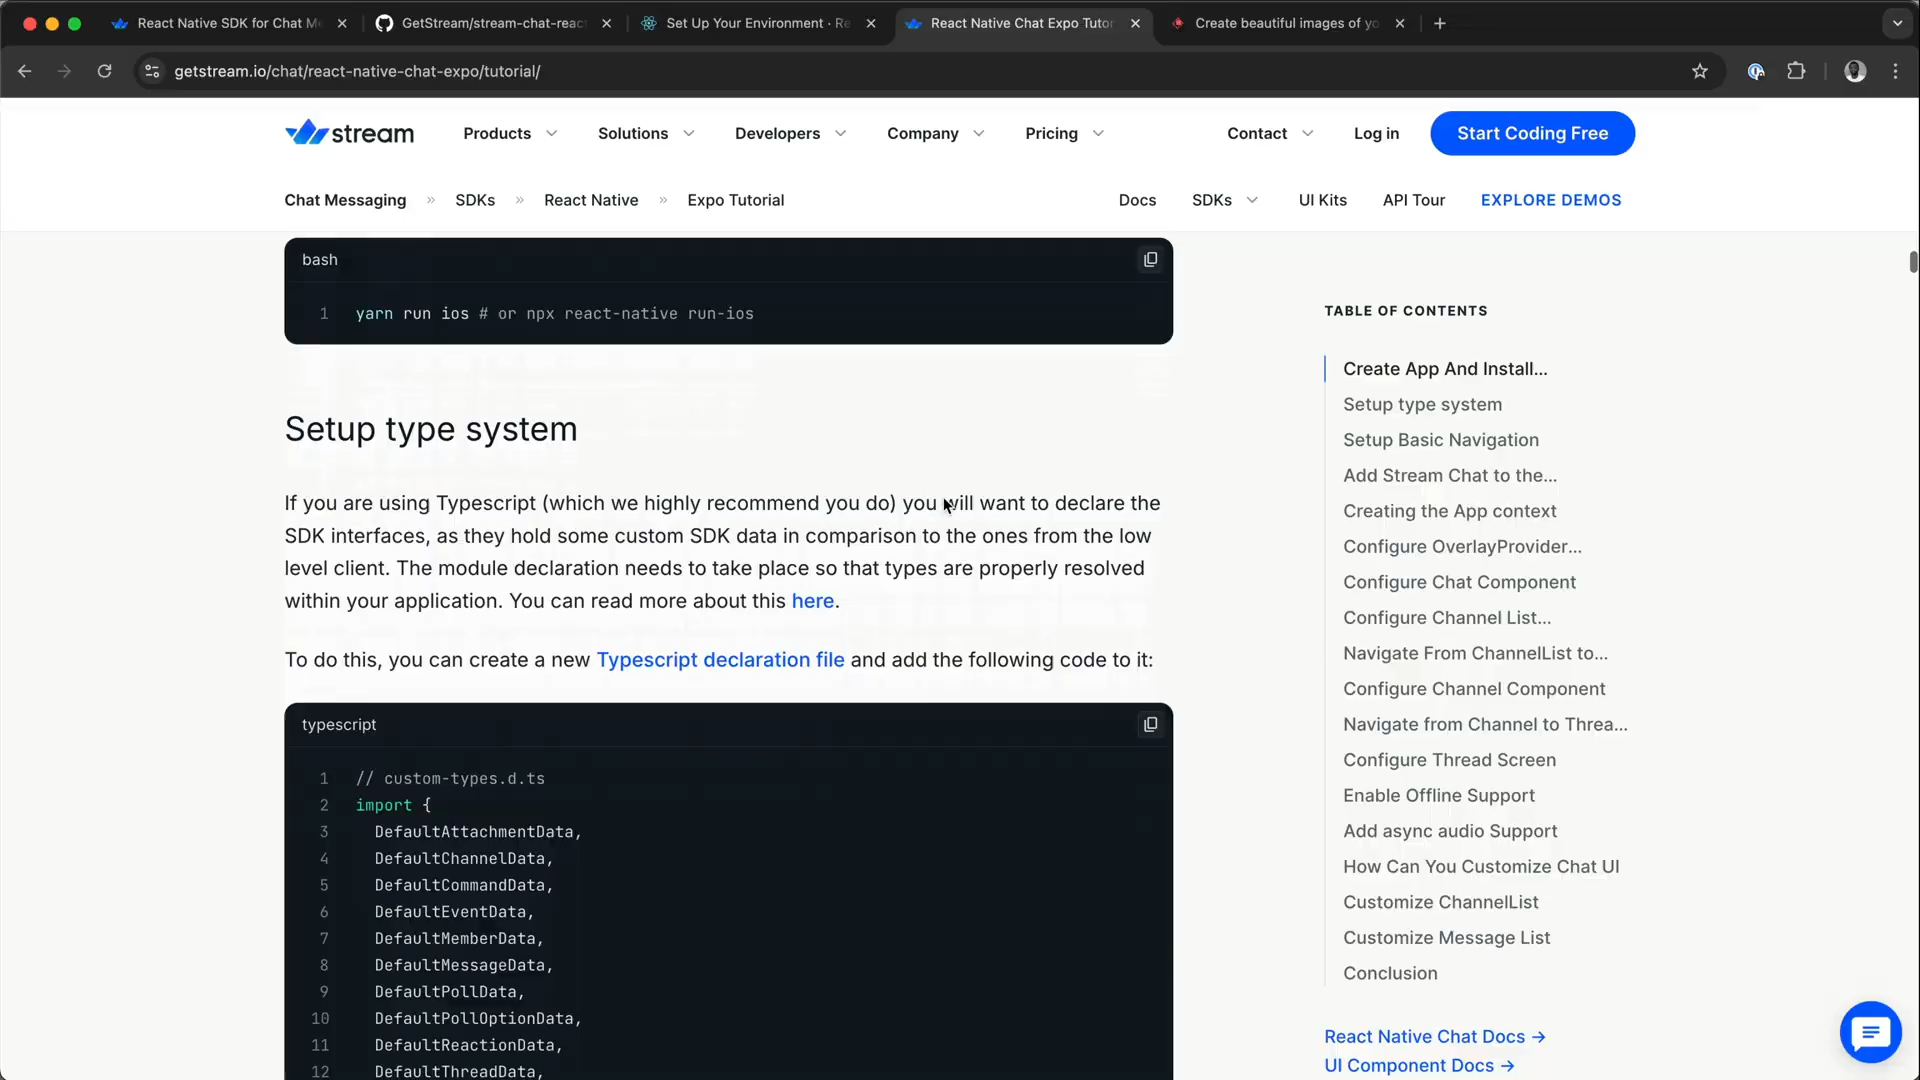 React Native SDK for Chat Me
GetStream/stream-chat-reac
Set Up Your Environment · Re
React Native Chat Expo Tutor
Create beautiful images of yo
getstream.io/chat/react-native-chat-expo/tutorial/
stream
Products
Solutions
Developers
Company
Pricing
Contact
Log in
Start Coding Free
Chat Messaging » SDKs » React Native » Expo Tutorial
Docs
SDKs
UI Kits
API Tour
EXPLORE DEMOS
bash
1 yarn run ios # or npx react-native run-ios
Setup type system
If you are using Typescript (which we highly recommend you do) you will want to declare the
SDK interfaces, as they hold some custom SDK data in comparison to the ones from the low
level client. The module declaration needs to take place so that types are properly resolved
within your application. You can read more about this here.
To do this, you can create a new Typescript declaration file and add the following code to it:
typescript
1 // custom-types.d.ts
2 import {
3 DefaultAttachmentData,
4 DefaultChannelData,
5 DefaultCommandData,
6 DefaultEventData,
7 DefaultMemberData,
8 DefaultMessageData,
9 DefaultPollData,
10 DefaultPollOptionData,
11 DefaultReactionData,
12 DefaultThreadData,
TABLE OF CONTENTS
Create App And Install...
Setup type system
Setup Basic Navigation
Add Stream Chat to the...
Creating the App context
Configure OverlayProvider...
Configure Chat Component
Configure Channel List...
Navigate From ChannelList to...
Configure Channel Component
Navigate from Channel to Threa...
Configure Thread Screen
Enable Offline Support
Add async audio Support
How Can You Customize Chat UI
Customize ChannelList
Customize Message List
Conclusion
React Native Chat Docs →
UI Component Docs →